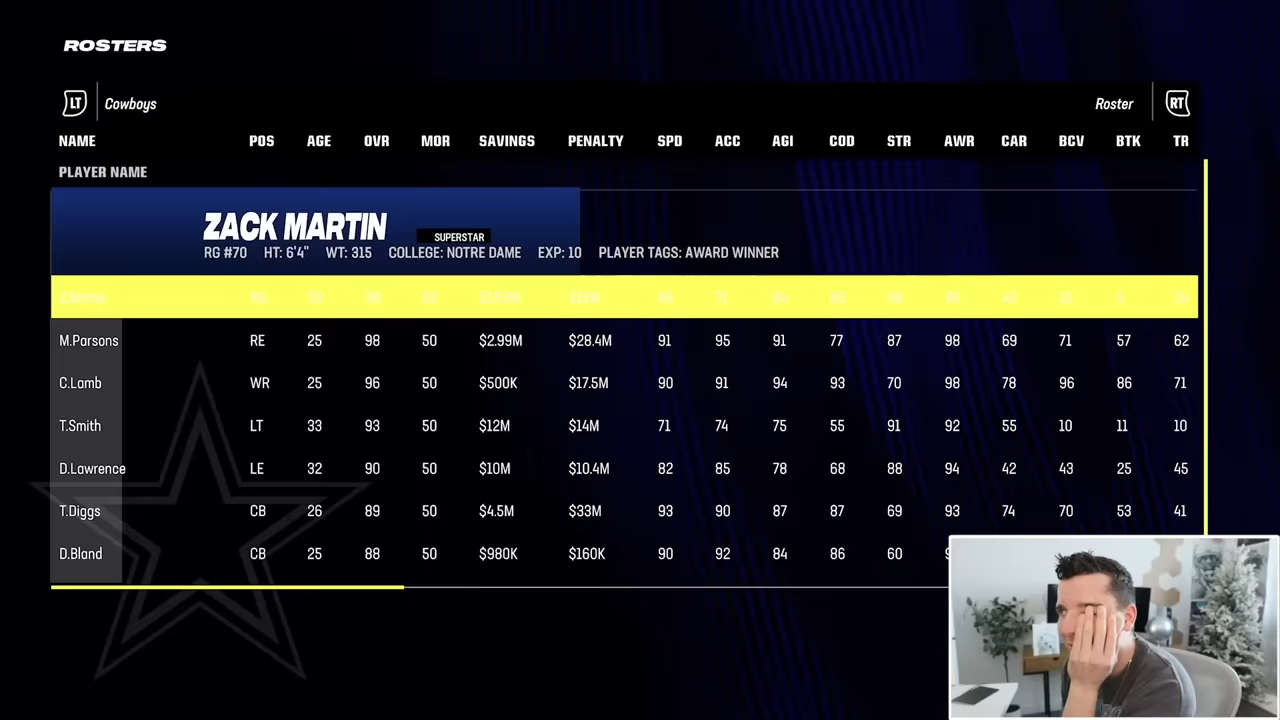 ROSTERS
LT Cowboys Roster RT
NAME POS AGE OVR MOR SAVINGS PENALTY SPD ACC AGI COD STR AWR CAR BCV BTK TR
PLAYER NAME
ZACK MARTIN SUPERSTAR
RG #70 HT: 6'4" WT: 315 COLLEGE: NOTRE DAME EXP: 10 PLAYER TAGS: AWARD WINNER
M.Parsons RE 25 98 50 $2.99M $28.4M 91 95 91 77 87 98 69 71 57 62
C.Lamb WR 25 96 50 $500K $17.5M 90 91 94 93 70 98 78 96 86 71
T.Smith LT 33 93 50 $12M $14M 71 74 75 55 91 92 55 10 11 10
D.Lawrence LE 32 90 50 $10M $10.4M 82 85 78 68 88 94 42 43 25 45
T.Diggs CB 26 89 50 $4.5M $33M 93 90 87 87 69 93 74 70 53 41
D.Bland CB 25 88 50 $980K $160K 90 92 84 86 60